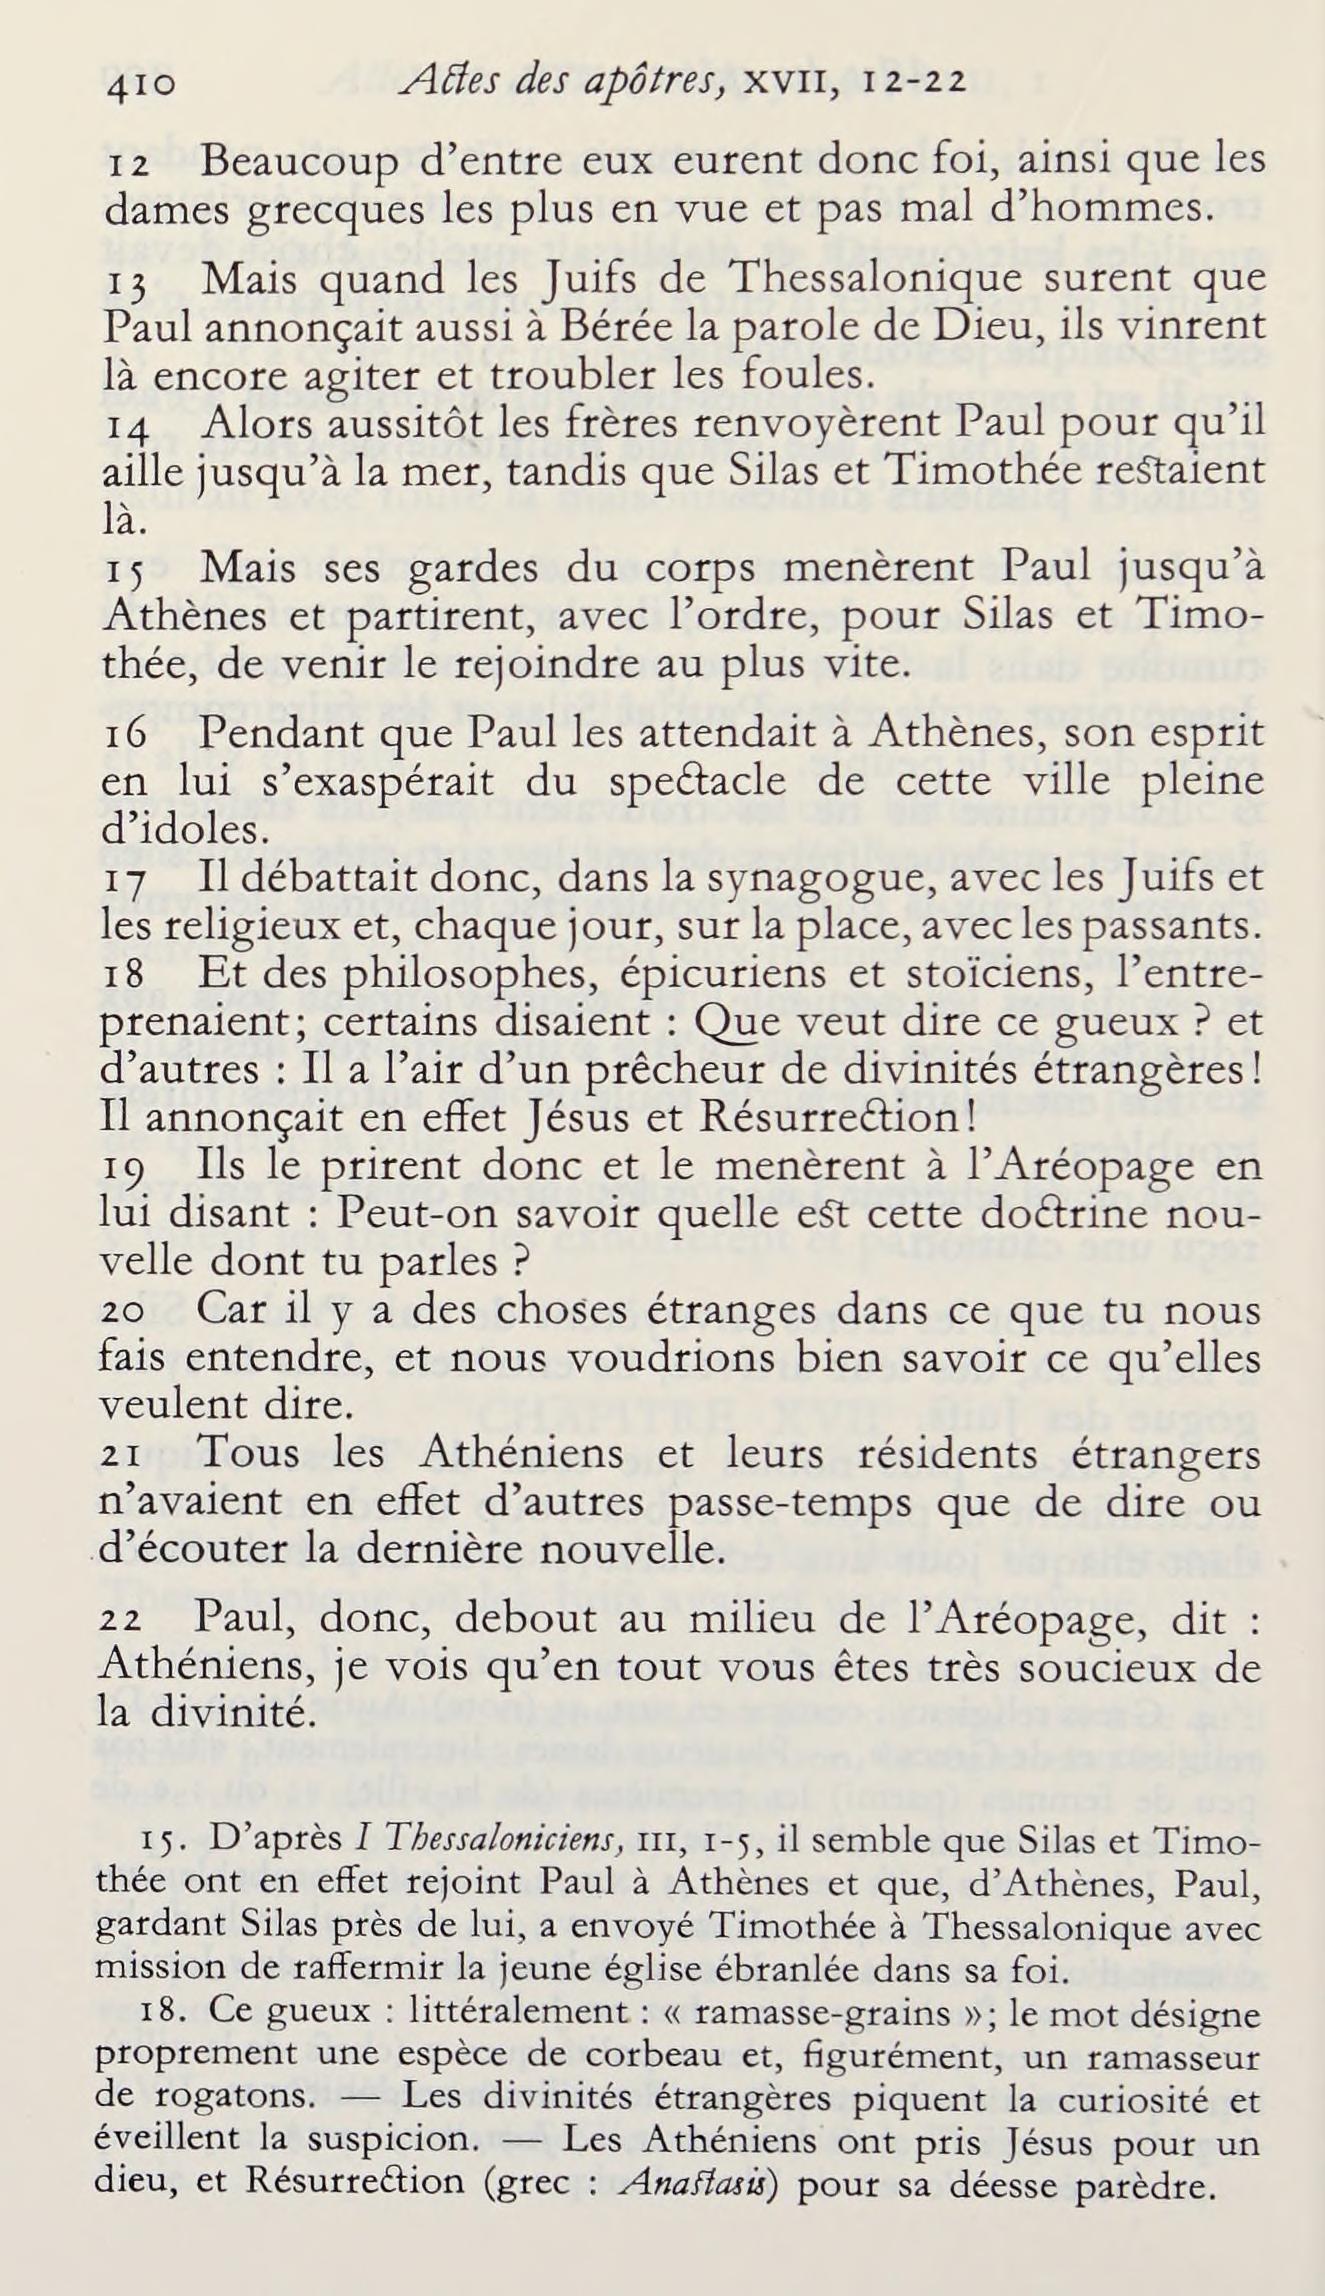 410 Actes des apôtres, XVII, 12-22
12 Beaucoup d’entre eux eurent donc foi, ainsi que les
dames grecques les plus en vue et pas mal d’hommes.
13 Mais quand les Juifs de Thessalonique surent que
Paul annonçait aussi à Bérée la parole de Dieu, ils vinrent
là encore agiter et troubler les foules.
14 Alors aussitôt les frères renvoyèrent Paul pour qu’il
aille jusqu’à la mer, tandis que Silas et Timothée restaient
là.
15 Mais ses gardes du corps menèrent Paul jusqu’à
Athènes et partirent, avec l’ordre, pour Silas et Timo-
thée, de venir le rejoindre au plus vite.
16 Pendant que Paul les attendait à Athènes, son esprit
en lui s’exaspérait du spectacle de cette ville pleine
d’idoles.
17 Il débattait donc, dans la synagogue, avec les Juifs et
les religieux et, chaque jour, sur la place, avec les passants.
18 Et des philosophes, épicuriens et stoïciens, l’entre-
prenaient; certains disaient : Que veut dire ce gueux ? et
d’autres : Il a l’air d’un prêcheur de divinités étrangères!
Il annonçait en effet Jésus et Résurrection!
19 Ils le prirent donc et le menèrent à l’Aréopage en
lui disant : Peut-on savoir quelle est cette doctrine nou-
velle dont tu parles ?
20 Car il y a des choses étranges dans ce que tu nous
fais entendre, et nous voudrions bien savoir ce qu’elles
veulent dire.
21 Tous les Athéniens et leurs résidents étrangers
n’avaient en effet d’autres passe-temps que de dire ou
d’écouter la dernière nouvelle.
22 Paul, donc, debout au milieu de l’Aréopage, dit :
Athéniens, je vois qu’en tout vous êtes très soucieux de
la divinité.
15. D’après I Thessaloniciens, III, 1-5, il semble que Silas et Timo-
thée ont en effet rejoint Paul à Athènes et que, d’Athènes, Paul,
gardant Silas près de lui, a envoyé Timothée à Thessalonique avec
mission de raffermir la jeune église ébranlée dans sa foi.
18. Ce gueux : littéralement : « ramasse-grains »; le mot désigne
proprement une espèce de corbeau et, figurément, un ramasseur
de rogatons. — Les divinités étrangères piquent la curiosité et
éveillent la suspicion. — Les Athéniens ont pris Jésus pour un
dieu, et Résurrection (grec : Anastasis) pour sa déesse parèdre.